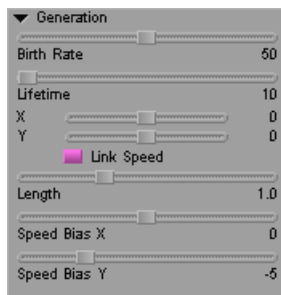 Generation
Birth Rate 50
Lifetime 10
X 0
Y 0
Link Speed
Length 1.0
Speed Bias X 0
Speed Bias Y -5